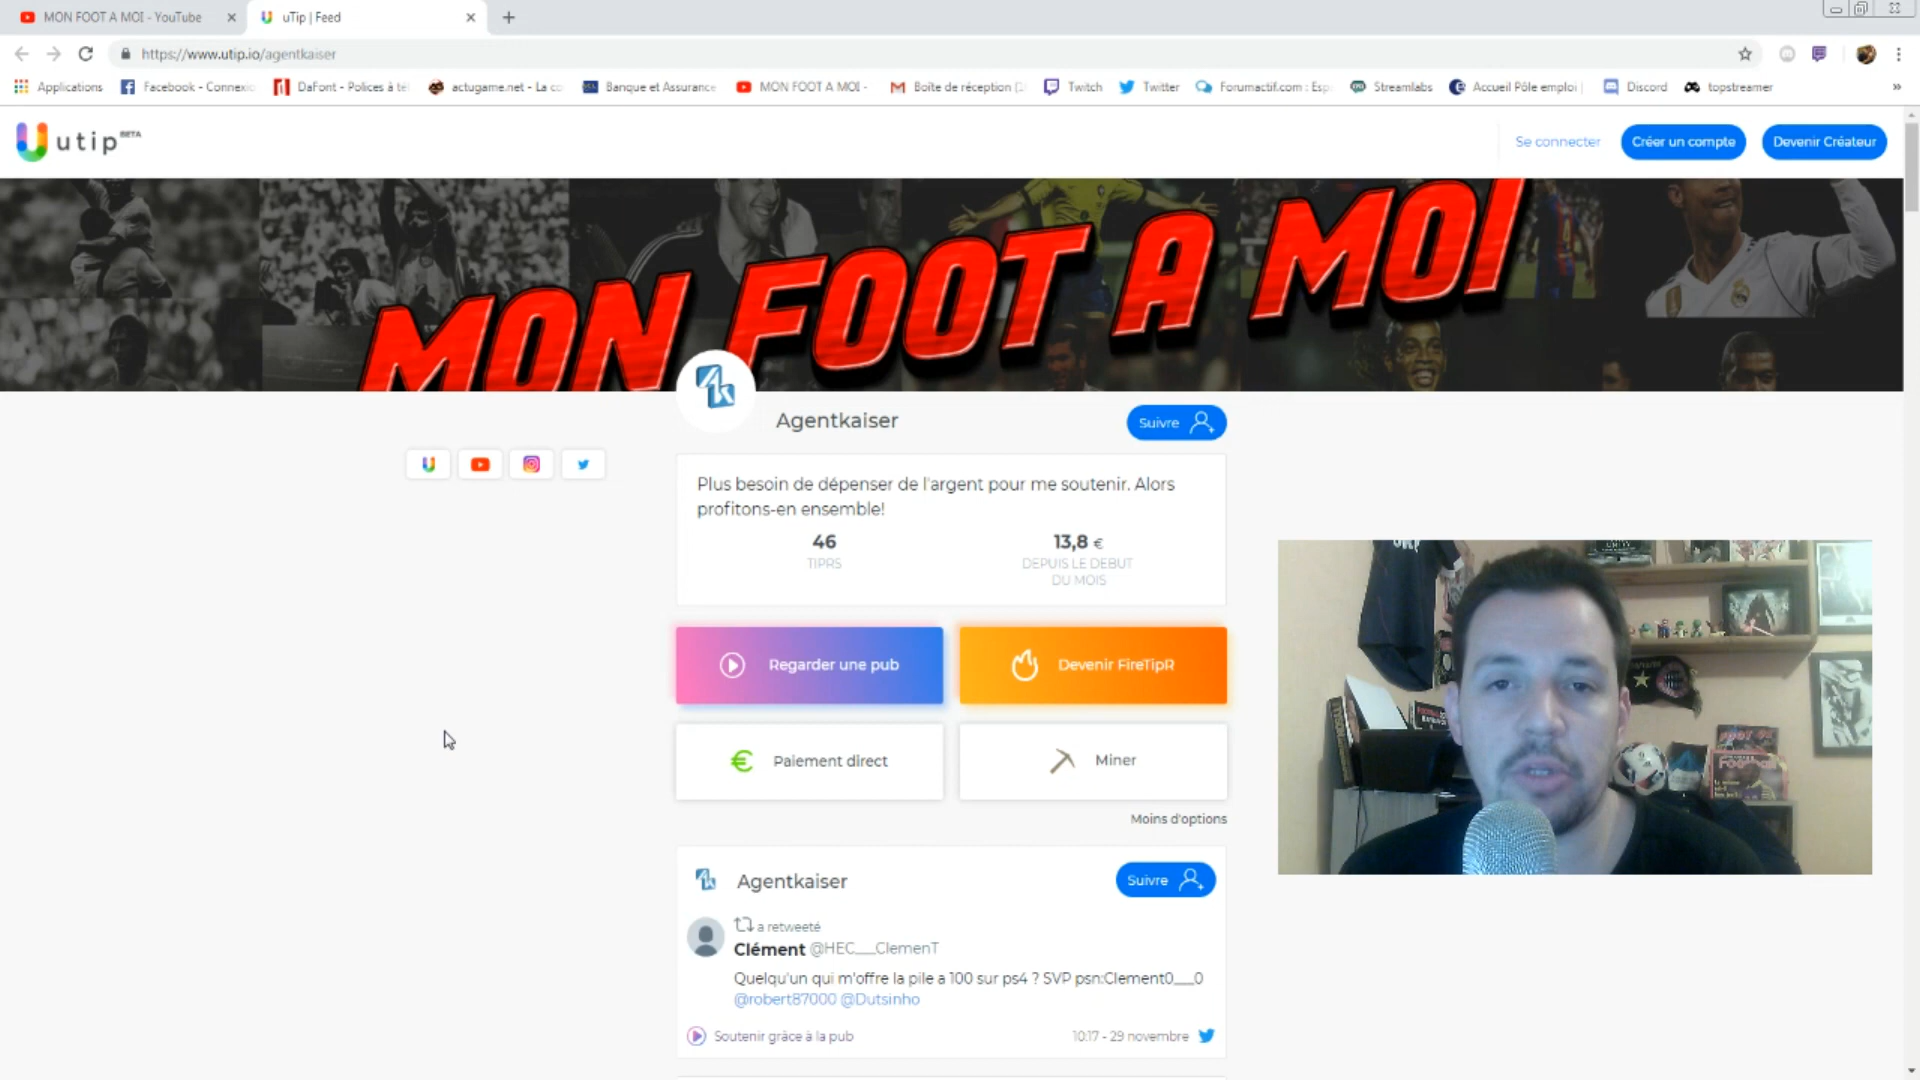 MON FOOT A MOI - YouTube
uTip | Feed
https://www.utip.io/agentkaiser
Applications
Facebook - Connexio
DaFont - Polices à té
actugame.net - La co
Banque et Assurance
MON FOOT A MOI -
Boîte de réception (
Twitch
Twitter
Forumactif.com : Esp
Streamlabs
Accueil Pôle emploi |
Discord
topstreamer
»
utip BETA
Se connecter
Créer un compte
Devenir Créateur
MON FOOT A MOI
Agentkaiser
Suivre
Plus besoin de dépenser de l'argent pour me soutenir. Alors
profitons-en ensemble!
46
TIPRS
13,8 €
DEPUIS LE DEBUT
DU MOIS
Regarder une pub
Devenir FireTipR
€ Paiement direct
Miner
Moins d'options
Agentkaiser
Suivre
a retweeté
Clément @HEC___ClemenT
Quelqu'un qui m'offre la pile a 100 sur ps4 ? SVP psn:Clement0___0
@robert87000 @Dutsinho
Soutenir grâce à la pub
10:17 - 29 novembre